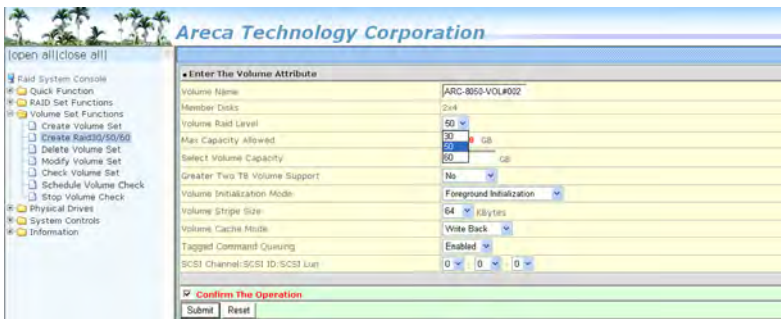 Areca Technology Corporation
|open all|close all|
Raid System Console
Quick Function
RAID Set Functions
Volume Set Functions
Create Volume Set
Create Raid30/50/60
Delete Volume Set
Modify Volume Set
Check Volume Set
Schedule Volume Check
Stop Volume Check
Physical Drives
System Controls
Information
• Enter The Volume Attribute
Volume Name ARC-8050-VOL#002
Member Disks 2x4
Volume Raid Level 50
30
50
60
Max Capacity Allowed GB
Select Volume Capacity GB
Greater Two TB Volume Support No
Volume Initialization Mode Foreground Initialization
Volume Stripe Size 64 KBytes
Volume Cache Mode Write Back
Tagged Command Queuing Enabled
SCSI Channel:SCSI ID:SCSI Lun 0 : 0 : 0
Confirm The Operation
Submit Reset